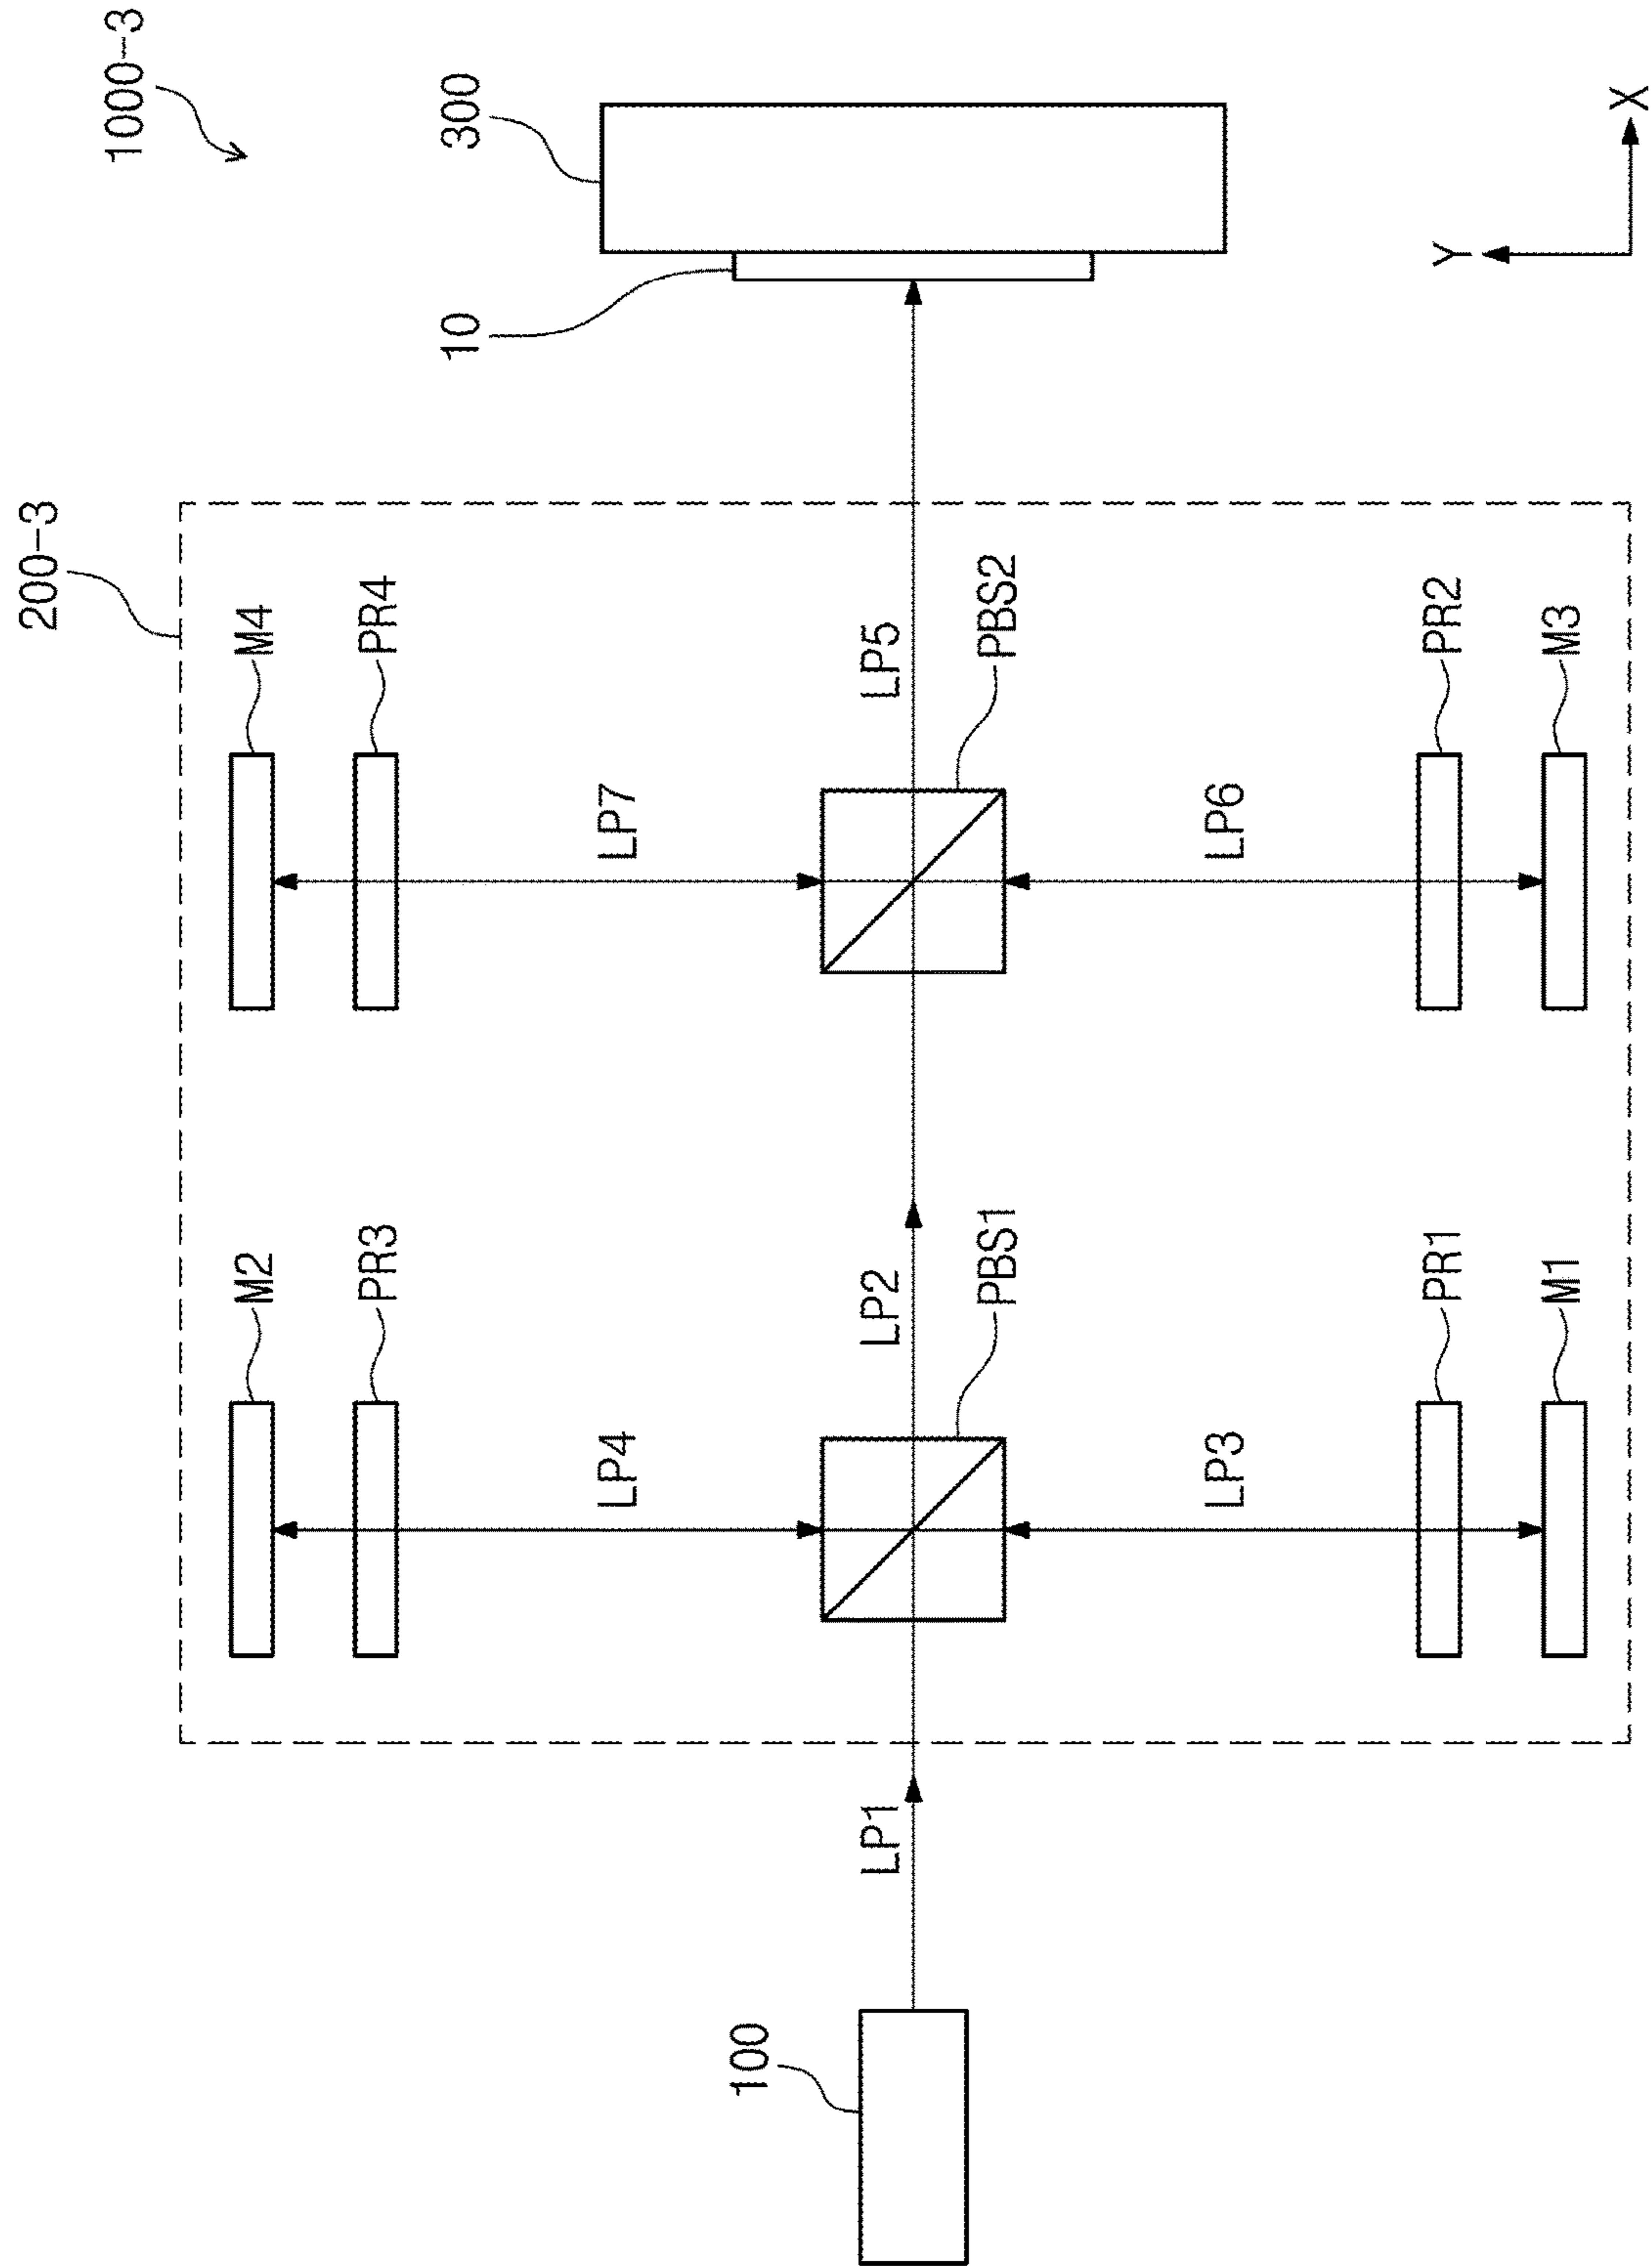 200-3
1000-3
M2
M4
PR3
PR4
10
300
LP4
LP7
100
LP1
LP2
LP5
PBS1
PBS2
LP3
LP6
PR1
PR2
Y
M1
M3
X